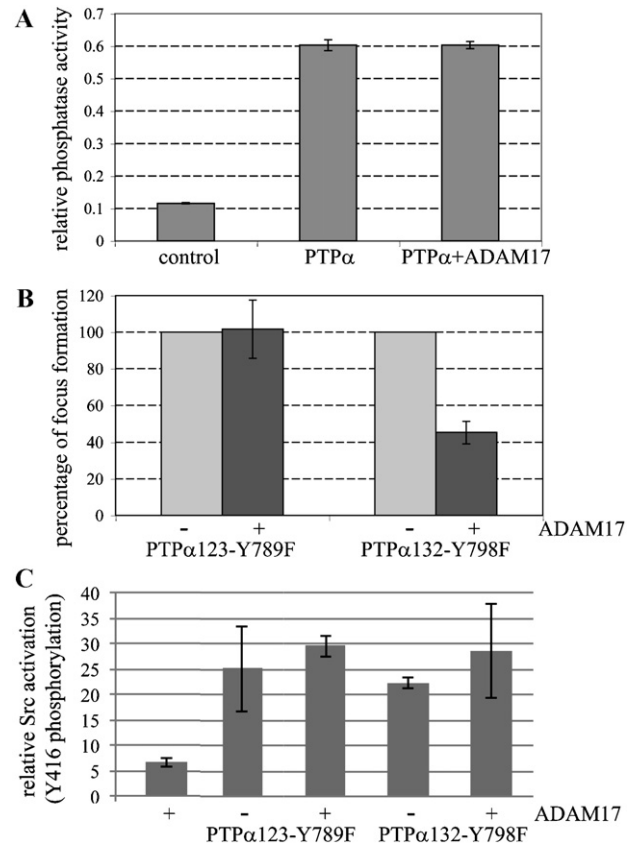 A
relative phosphatase activity
0.7
0.6
0.5
0.4
0.3
0.2
0.1
0
control PTPα PTPα+ADAM17
B
percentage of focus formation
120
100
80
60
40
20
0
- + - + ADAM17
PTPα123-Y789F PTPα132-Y798F
C
relative Src activation
(Y416 phosphorylation)
40
35
30
25
20
15
10
5
0
+ - + - + ADAM17
PTPα123-Y789F PTPα132-Y798F